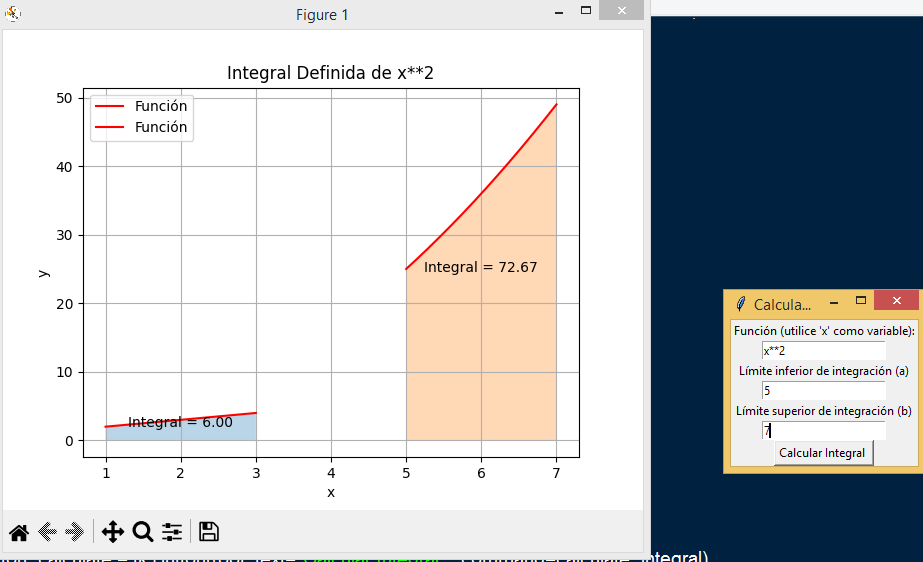 Figure 1
Integral Definida de x**2
Función
Función
50
40
30
20
10
0
y
Integral = 72.67
Integral = 6.00
1 2 3 4 5 6 7
x
Calcula...
Función (utilice 'x' como variable):
x**2
Límite inferior de integración (a)
5
Límite superior de integración (b)
7
Calcular Integral